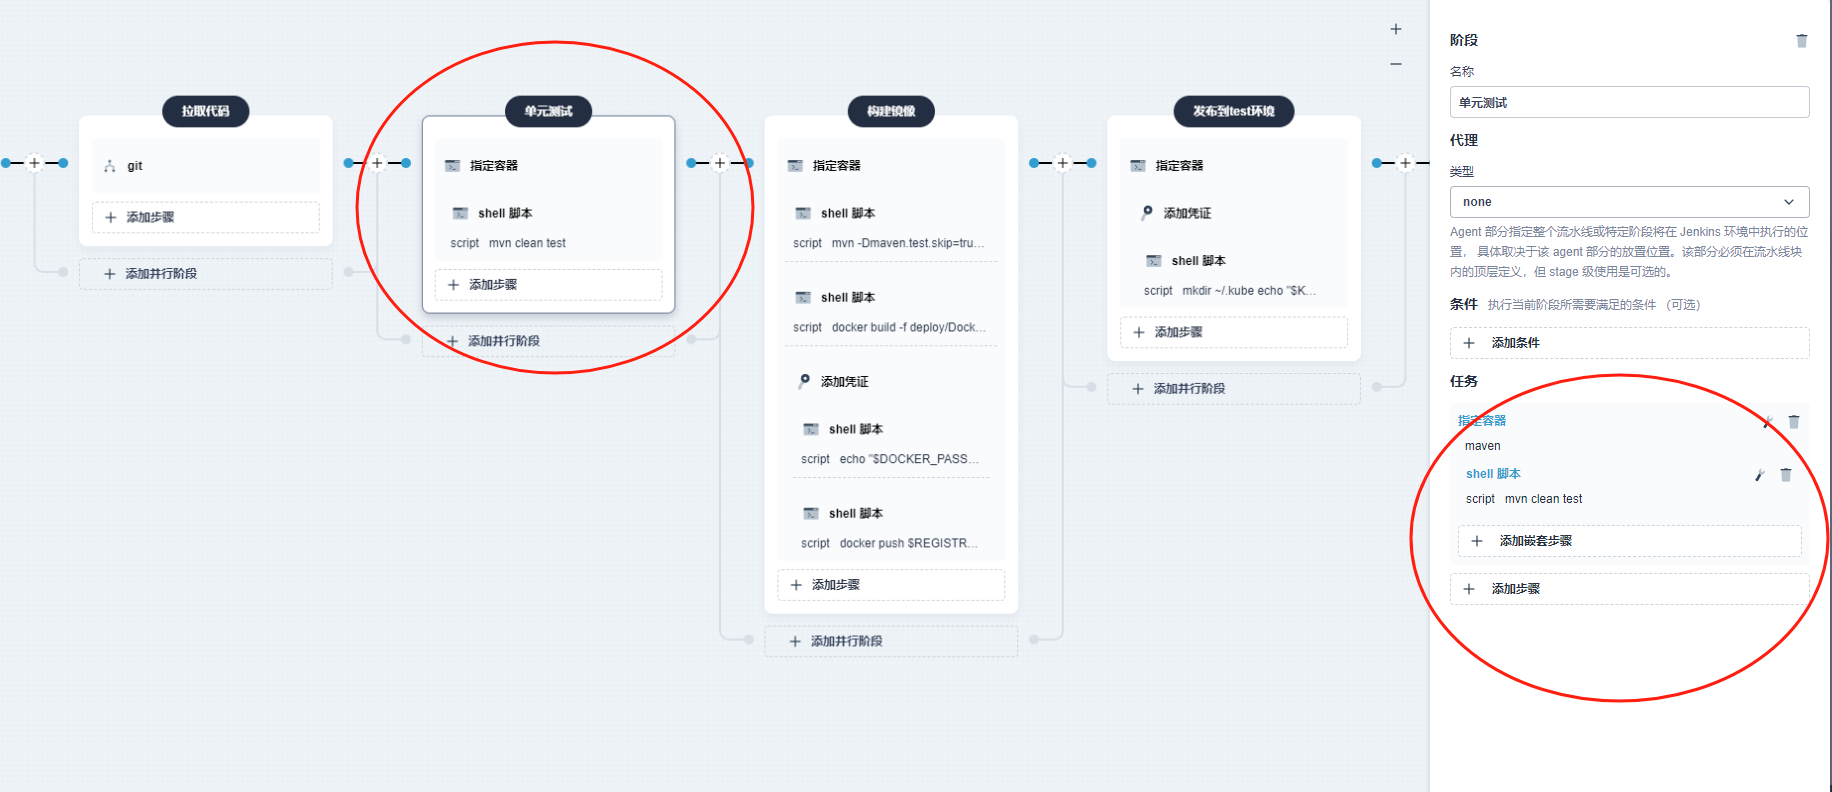 拉取代码
git
添加步骤
添加并行阶段
单元测试
指定容器
shell 脚本
script mvn clean test
添加步骤
添加并行阶段
构建镜像
指定容器
shell 脚本
script mvn -Dmaven.test.skip=tru...
shell 脚本
script docker build -f deploy/Dock...
添加凭证
shell 脚本
script echo "$DOCKER_PASS...
shell 脚本
script docker push $REGISTR...
添加步骤
添加并行阶段
发布到test环境
指定容器
添加凭证
shell 脚本
script mkdir ~/.kube echo "$K...
添加步骤
添加并行阶段
阶段
名称
单元测试
代理
类型
none
Agent 部分指定整个流水线或特定阶段将在 Jenkins 环境中执行的位
置， 具体取决于该 agent 部分的放置位置。该部分必须在流水线块
内的顶层定义，但 stage 级使用是可选的。
条件 执行当前阶段所需要满足的条件 （可选）
添加条件
任务
指定容器
maven
shell 脚本
script mvn clean test
添加嵌套步骤
添加步骤